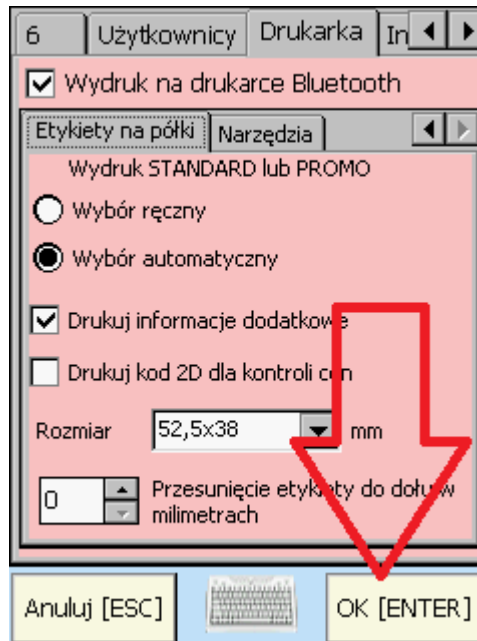 6 Użytkownicy Drukarka In
Wydruk na drukarce Bluetooth
Etykiety na półki Narzędzia
Wydruk STANDARD lub PROMO
Wybór ręczny
Wybór automatyczny
Drukuj informacje dodatkowe
Drukuj kod 2D dla kontroli cen
Rozmiar 52,5x38 mm
0 Przesunięcie etykiety do dołu w
milimetrach
Anuluj [ESC] OK [ENTER]